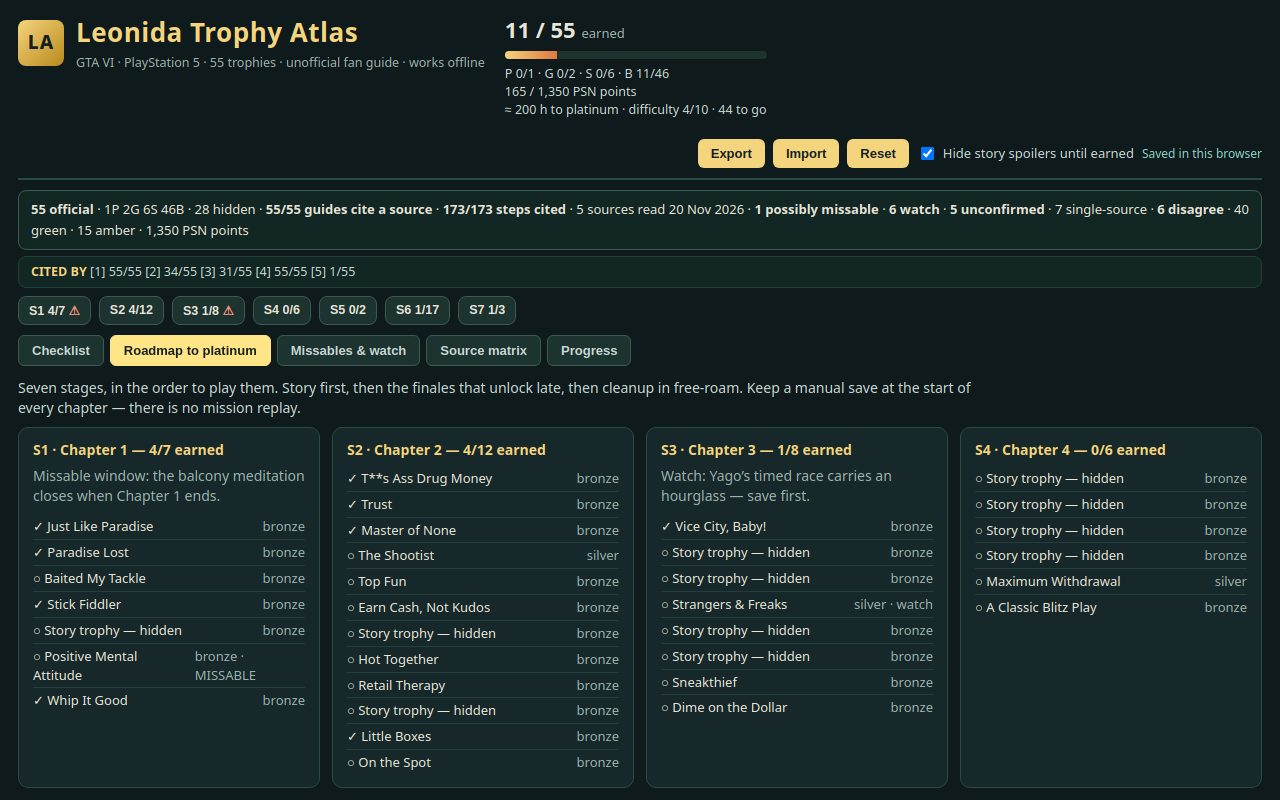 LA
Leonida Trophy Atlas
GTA VI · PlayStation 5 · 55 trophies · unofficial fan guide · works offline
11 / 55 earned
P 0/1 · G 0/2 · S 0/6 · B 11/46
165 / 1,350 PSN points
≈ 200 h to platinum · difficulty 4/10 · 44 to go
Export Import Reset Hide story spoilers until earned Saved in this browser
55 official · 1P 2G 6S 46B · 28 hidden · 55/55 guides cite a source · 173/173 steps cited · 5 sources read 20 Nov 2026 · 1 possibly missable · 6 watch · 5 unconfirmed · 7 single-source · 6 disagree · 40
green · 15 amber · 1,350 PSN points
CITED BY [1] 55/55 [2] 34/55 [3] 31/55 [4] 55/55 [5] 1/55
S1 4/7 ⚠ S2 4/12 S3 1/8 ⚠ S4 0/6 S5 0/2 S6 1/17 S7 1/3
Checklist Roadmap to platinum Missables & watch Source matrix Progress
Seven stages, in the order to play them. Story first, then the finales that unlock late, then cleanup in free-roam. Keep a manual save at the start of
every chapter — there is no mission replay.
S1 · Chapter 1 — 4/7 earned
Missable window: the balcony meditation
closes when Chapter 1 ends.
✓ Just Like Paradise bronze
✓ Paradise Lost bronze
○ Baited My Tackle bronze
✓ Stick Fiddler bronze
○ Story trophy — hidden bronze
○ Positive Mental bronze ·
Attitude MISSABLE
✓ Whip It Good bronze
S2 · Chapter 2 — 4/12 earned
✓ T**s Ass Drug Money bronze
✓ Trust bronze
✓ Master of None bronze
○ The Shootist silver
○ Top Fun bronze
○ Earn Cash, Not Kudos bronze
○ Story trophy — hidden bronze
○ Hot Together bronze
○ Retail Therapy bronze
○ Story trophy — hidden bronze
✓ Little Boxes bronze
○ On the Spot bronze
S3 · Chapter 3 — 1/8 earned
Watch: Yago’s timed race carries an
hourglass — save first.
✓ Vice City, Baby! bronze
○ Story trophy — hidden bronze
○ Story trophy — hidden bronze
○ Strangers & Freaks silver · watch
○ Story trophy — hidden bronze
○ Story trophy — hidden bronze
○ Sneakthief bronze
○ Dime on the Dollar bronze
S4 · Chapter 4 — 0/6 earned
○ Story trophy — hidden bronze
○ Story trophy — hidden bronze
○ Story trophy — hidden bronze
○ Story trophy — hidden bronze
○ Maximum Withdrawal silver
○ A Classic Blitz Play bronze